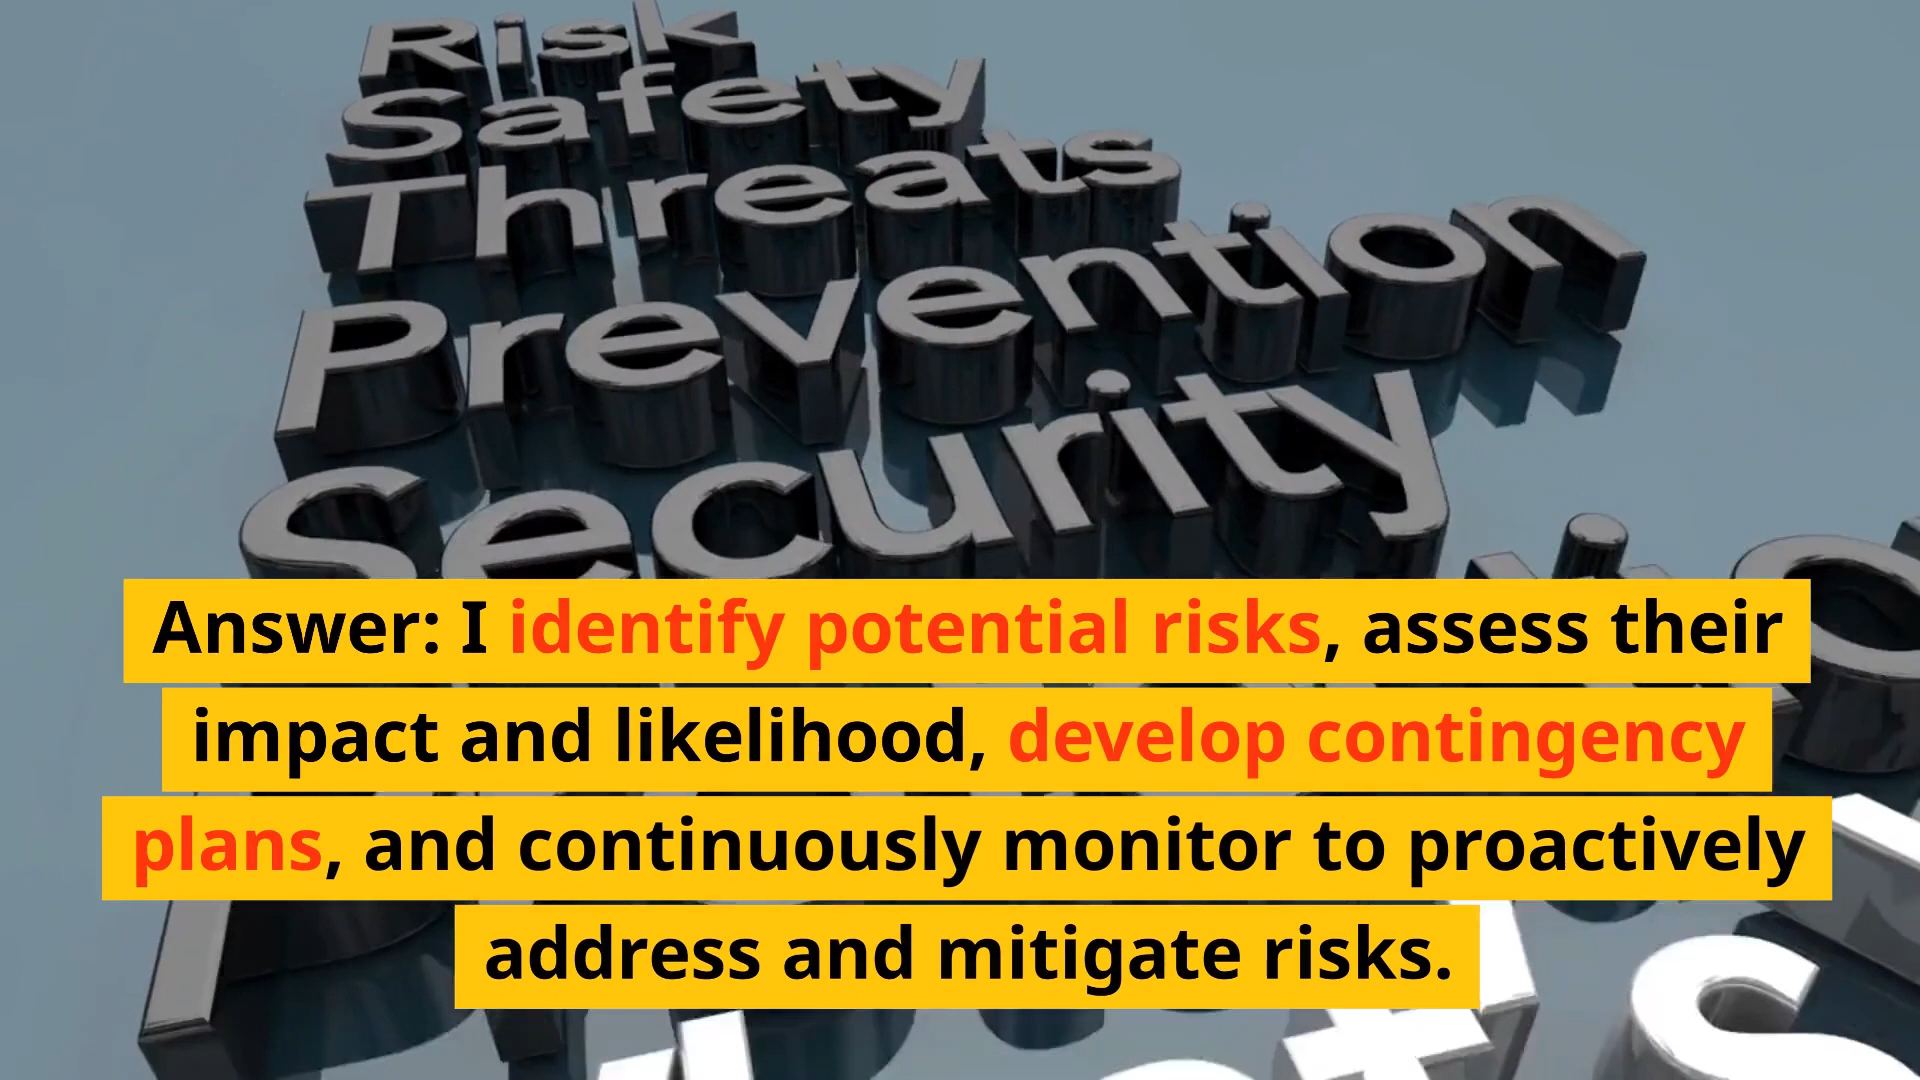 Risk
Safety
Threats
Prevention
Security
Answer: I identify potential risks, assess their
impact and likelihood, develop contingency
plans, and continuously monitor to proactively
address and mitigate risks.